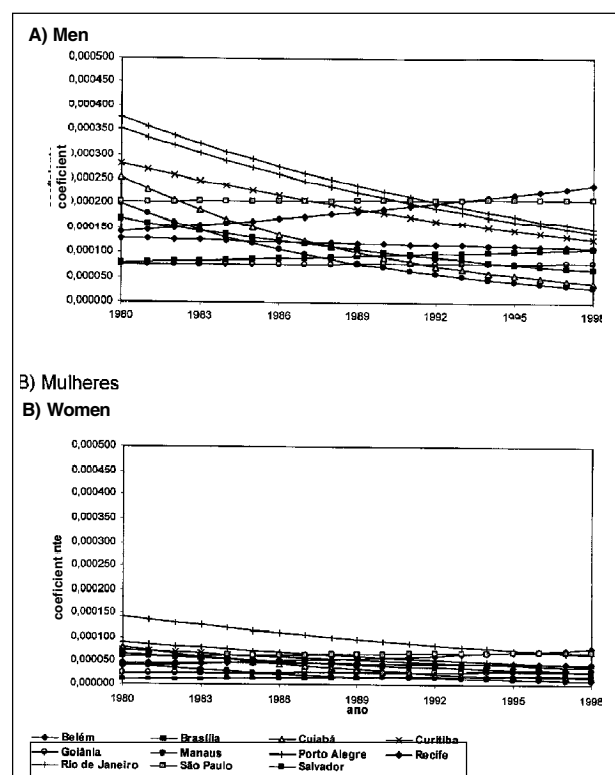 A) Men
0,000500
0,000450
0,000400
0,000350
0,000300
0,000250
0,000200
0,000150
0,000100
0,000050
0,000000
coeficient
1980 1983 1986 1989 1992 1995 1998
B) Mulheres
B) Women
0,000500
0,000450
0,000400
0,000350
0,000300
0,000250
0,000200
0,000150
0,000100
0,000050
0,000000
coeficient
1980 1983 1986 1989 1992 1995 1998
ano
Belém Brasília Cuiabá Curitiba
Goiânia Manaus Porto Alegre Recife
Rio de Janeiro São Paulo Salvador